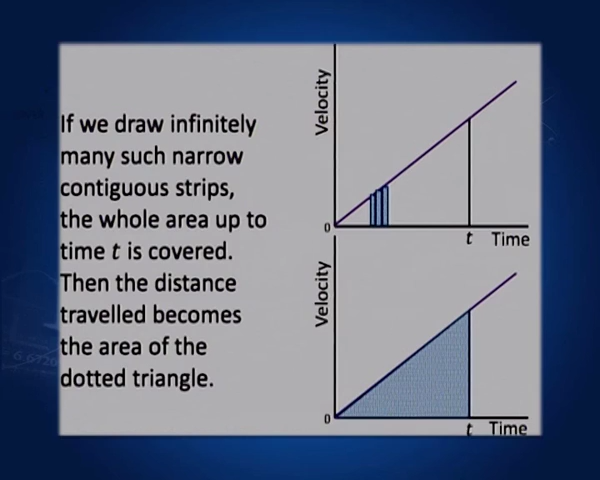 If we draw infinitely
many such narrow
contiguous strips,
the whole area up to
time t is covered.
Then the distance
travelled becomes
the area of the
dotted triangle.
Velocity
0
t Time
Velocity
0
t Time